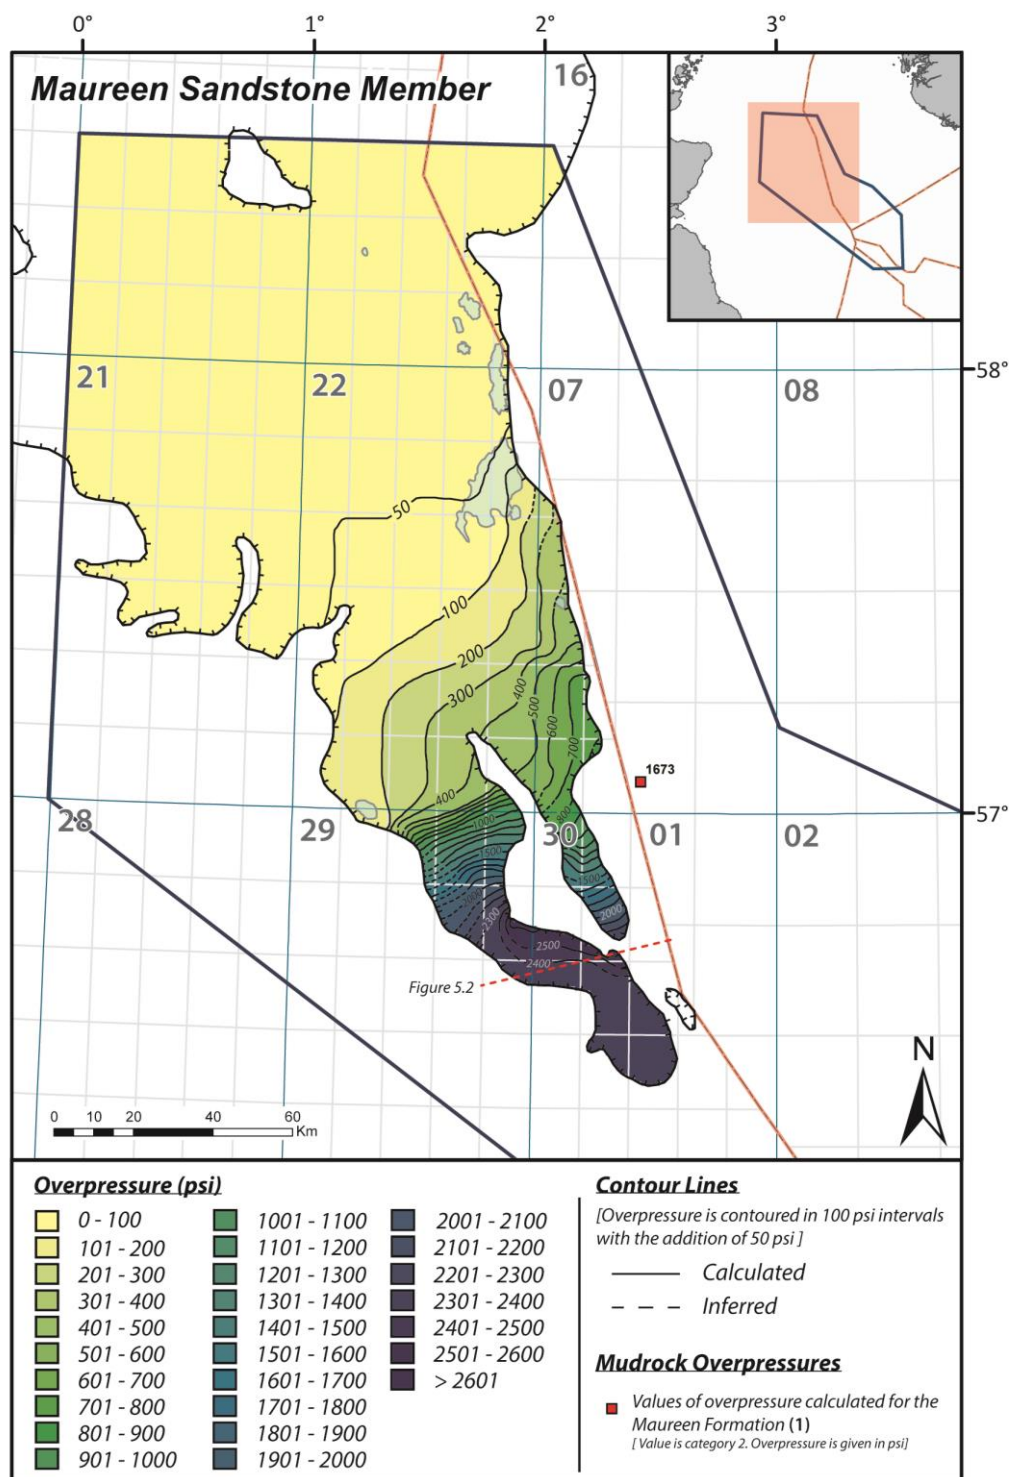 0° 1° 2° 3°
Maureen Sandstone Member
16
21 22 07 08
58°
50
100
200
300
400
500
600
700
1673
400
800
1000
28 29 30 01 02
57°
1500
1500
2000
2300
2000
2500
2400
Figure 5.2
N
0 10 20 40 60
Km
Overpressure (psi)
0 - 100
101 - 200
201 - 300
301 - 400
401 - 500
501 - 600
601 - 700
701 - 800
801 - 900
901 - 1000
1001 - 1100
1101 - 1200
1201 - 1300
1301 - 1400
1401 - 1500
1501 - 1600
1601 - 1700
1701 - 1800
1801 - 1900
1901 - 2000
2001 - 2100
2101 - 2200
2201 - 2300
2301 - 2400
2401 - 2500
2501 - 2600
> 2601
Contour Lines
[Overpressure is contoured in 100 psi intervals
with the addition of 50 psi ]
Calculated
Inferred
Mudrock Overpressures
Values of overpressure calculated for the
Maureen Formation (1)
[ Value is category 2. Overpressure is given in psi]